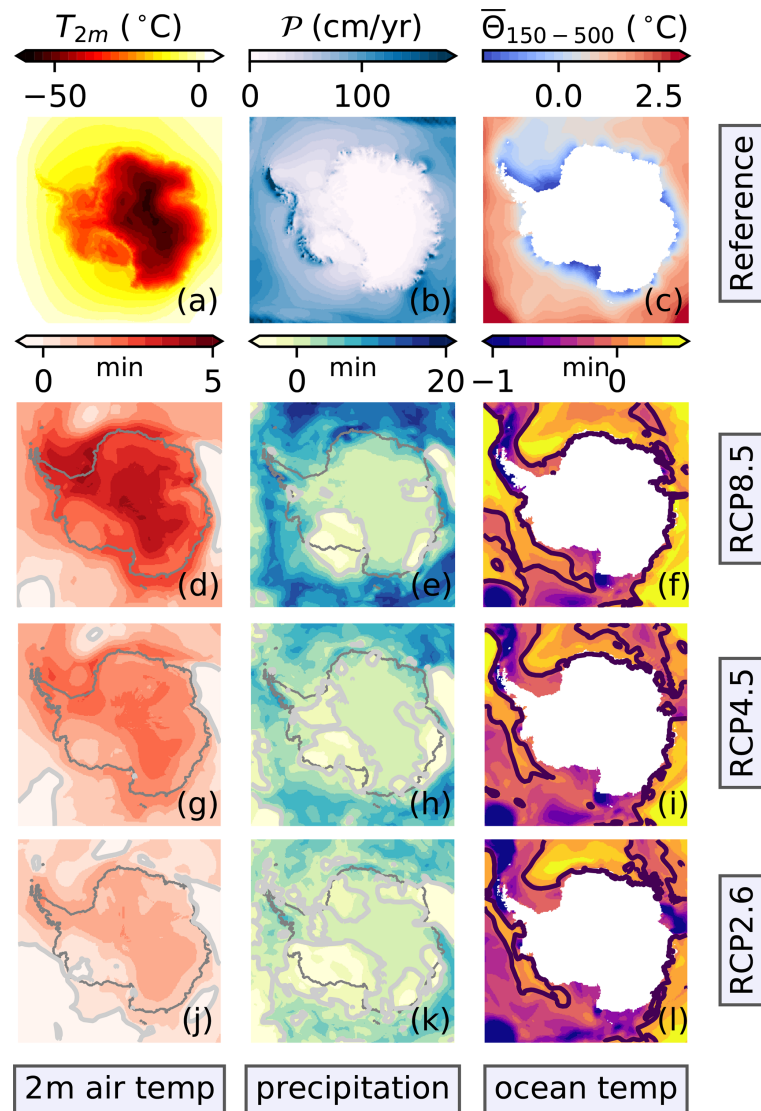 T2m (°C) 𝒫 (cm/yr) Θ̅150−500 (°C)
−50 0 0 100 0.0 2.5
(a) (b) (c) Reference
0 min 5 0 min 20 −1 min 0
(d) (e) (f) RCP8.5
(g) (h) (i) RCP4.5
(j) (k) (l) RCP2.6
2m air temp precipitation ocean temp